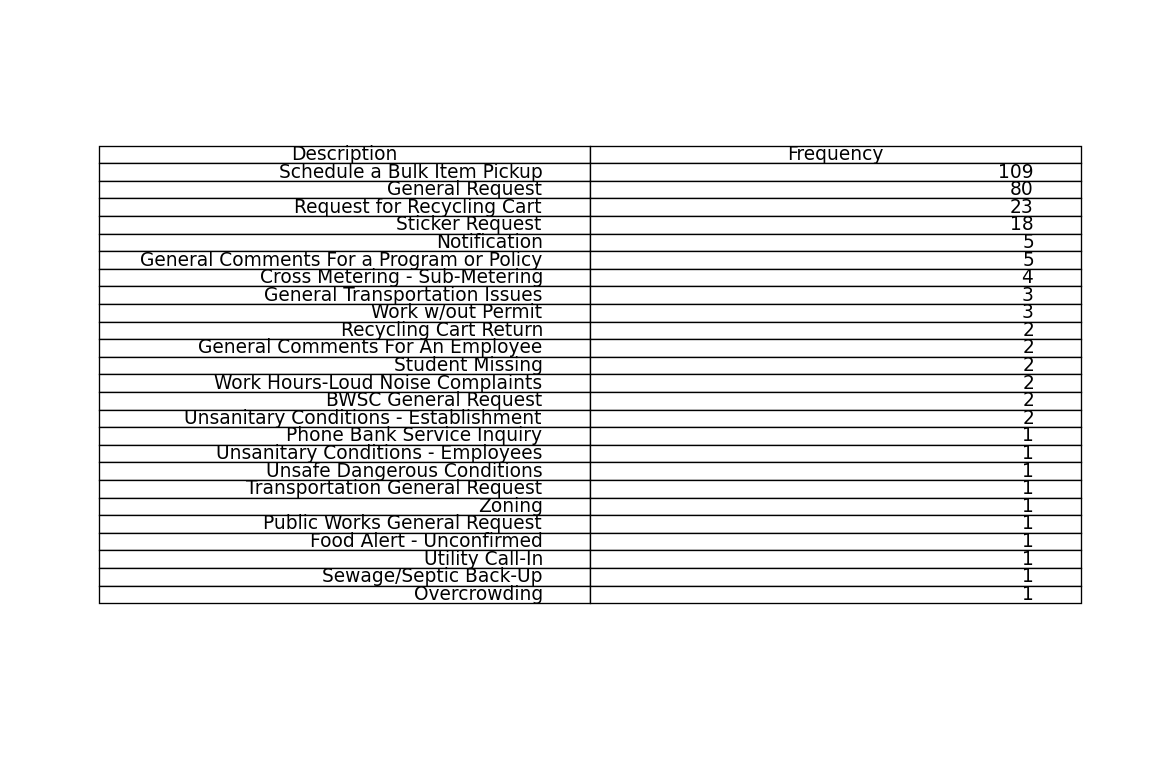 Description Frequency
Schedule a Bulk Item Pickup 109
General Request 80
Request for Recycling Cart 23
Sticker Request 18
Notification 5
General Comments For a Program or Policy 5
Cross Metering - Sub-Metering 4
General Transportation Issues 3
Work w/out Permit 3
Recycling Cart Return 2
General Comments For An Employee 2
Student Missing 2
Work Hours-Loud Noise Complaints 2
BWSC General Request 2
Unsanitary Conditions - Establishment 2
Phone Bank Service Inquiry 1
Unsanitary Conditions - Employees 1
Unsafe Dangerous Conditions 1
Transportation General Request 1
Zoning 1
Public Works General Request 1
Food Alert - Unconfirmed 1
Utility Call-In 1
Sewage/Septic Back-Up 1
Overcrowding 1